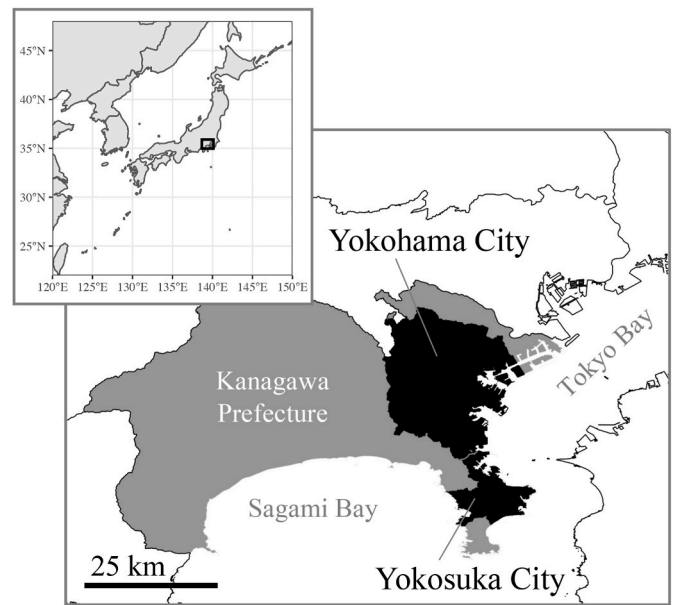 45°N
40°N
35°N
30°N
25°N
120°E 125°E 130°E 135°E 140°E 145°E 150°E
Yokohama City
Tokyo Bay
Kanagawa
Prefecture
Sagami Bay
25 km
Yokosuka City